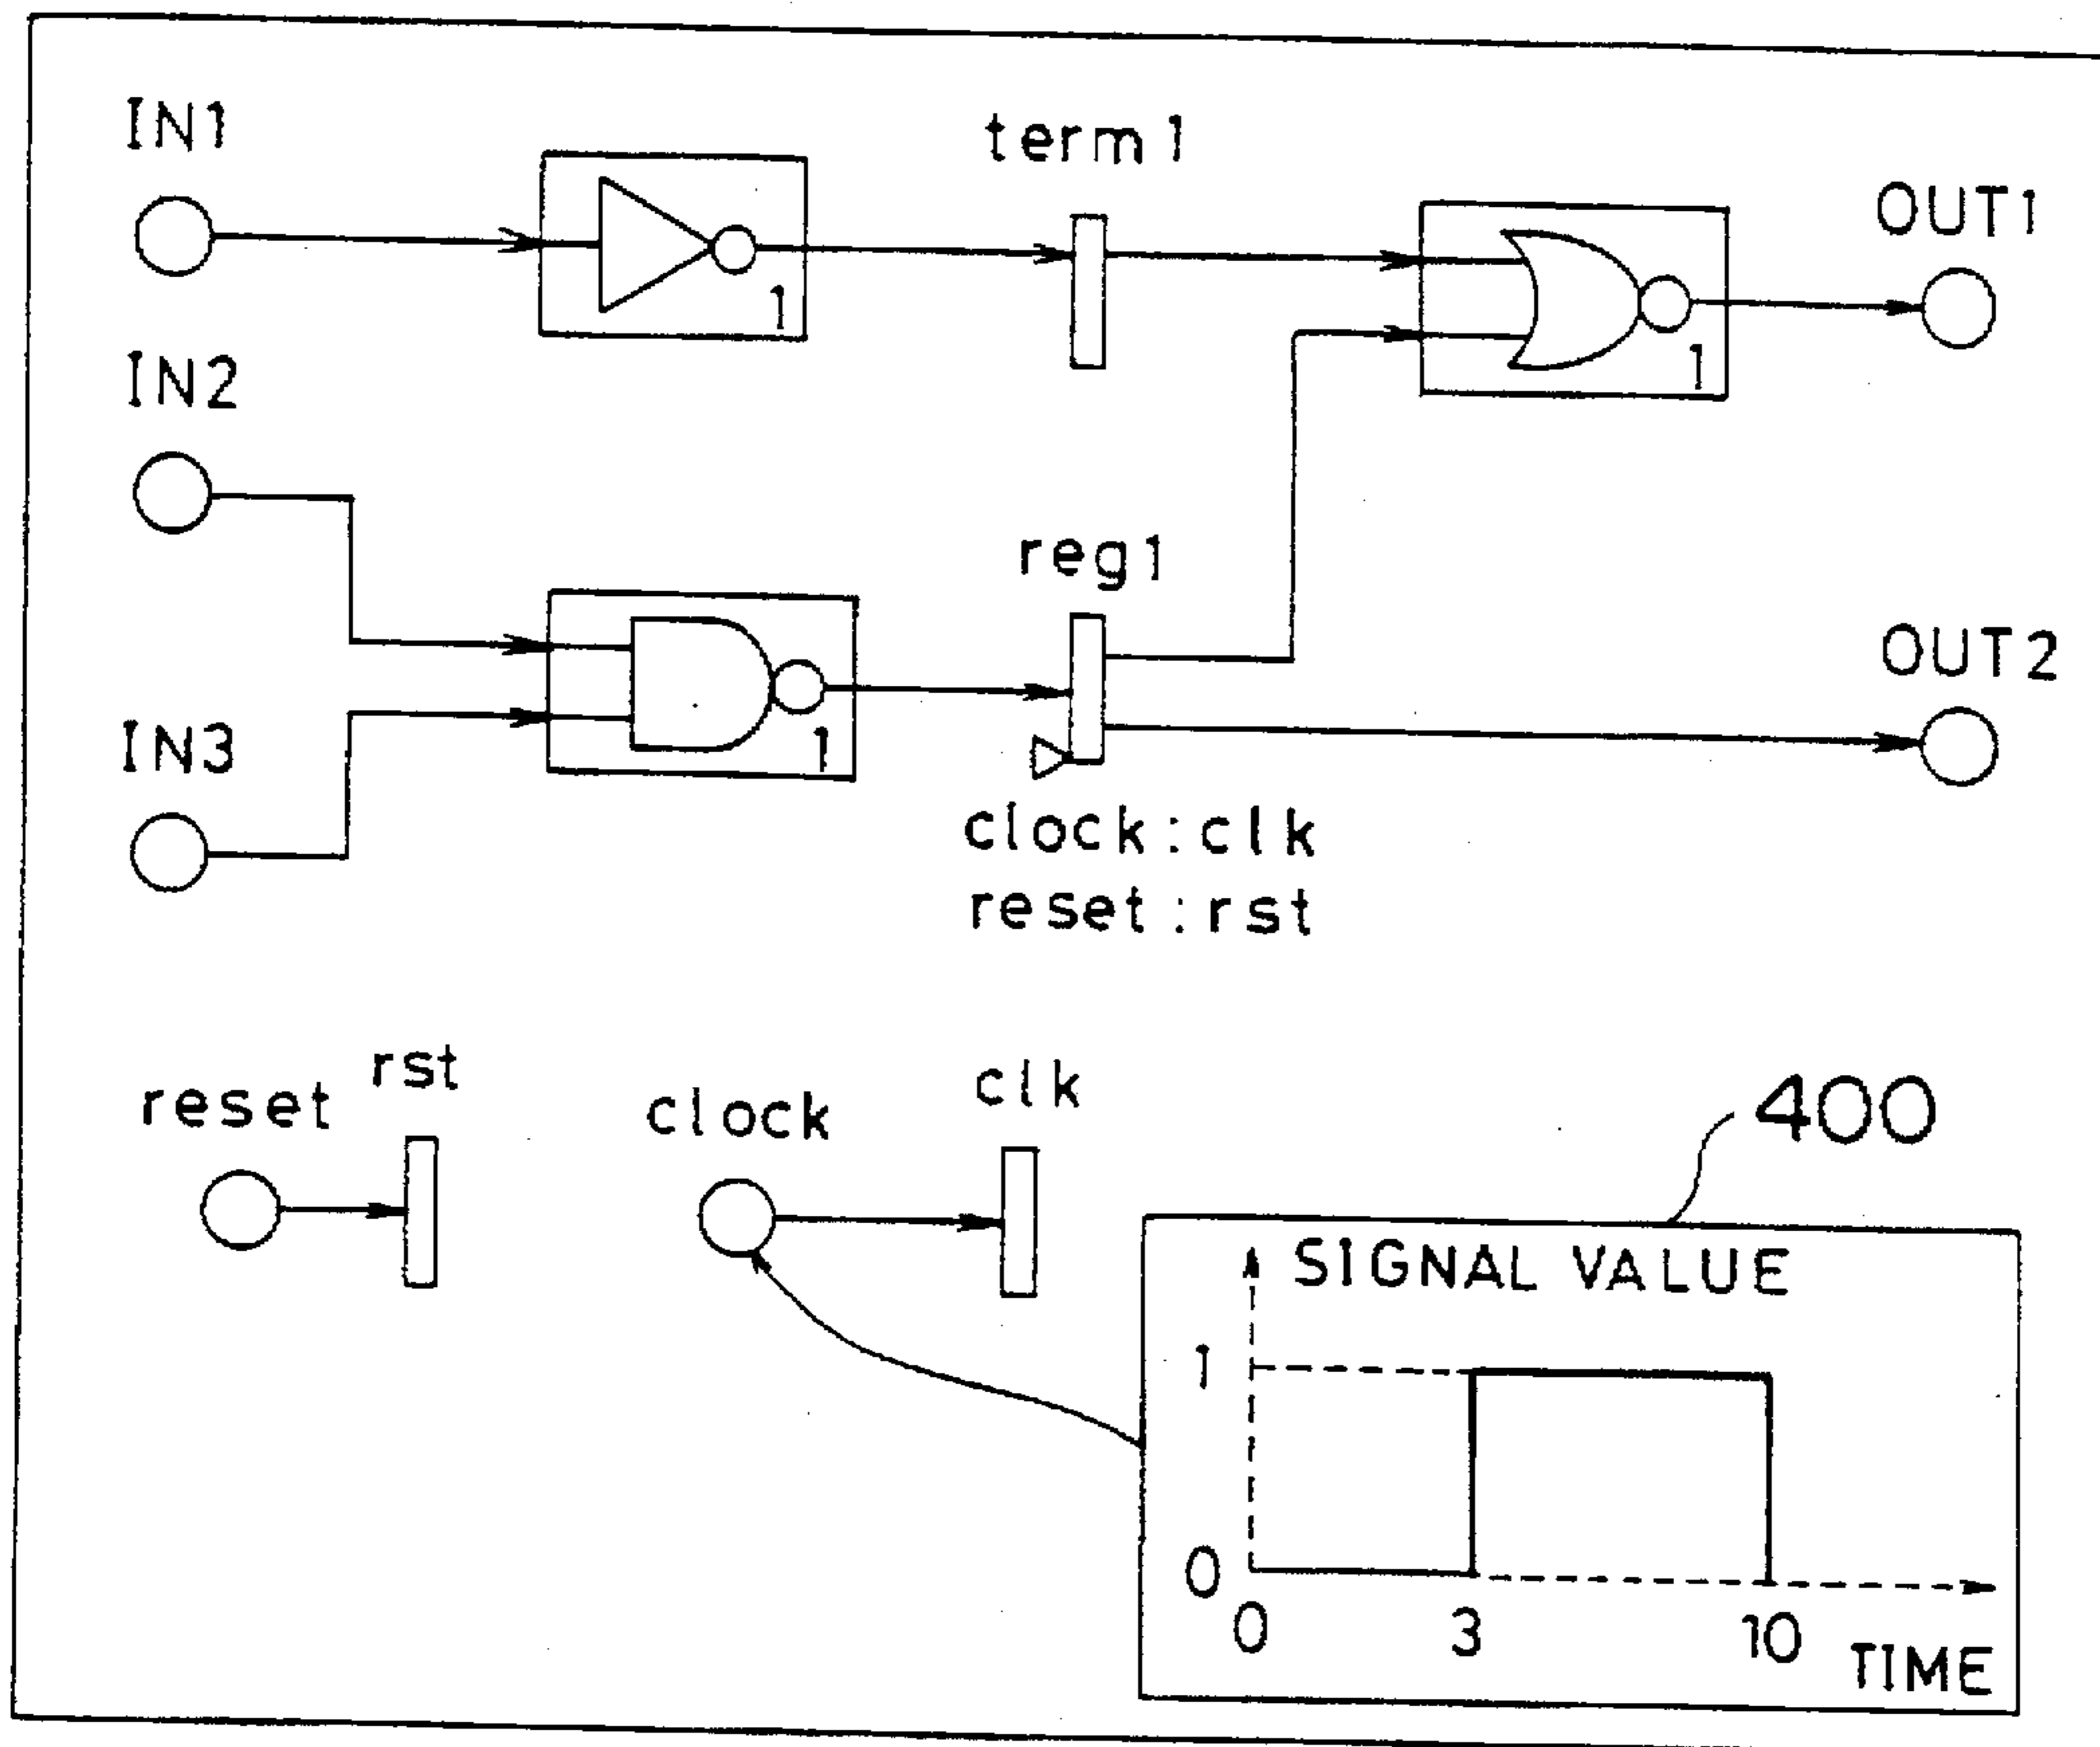 IN1
term1
OUT1
1
1
IN2
reg1
OUT2
IN3
1
clock:clk
reset:rst
reset
rst
clock
clk
400
SIGNAL VALUE
1
0
0
3
10
TIME